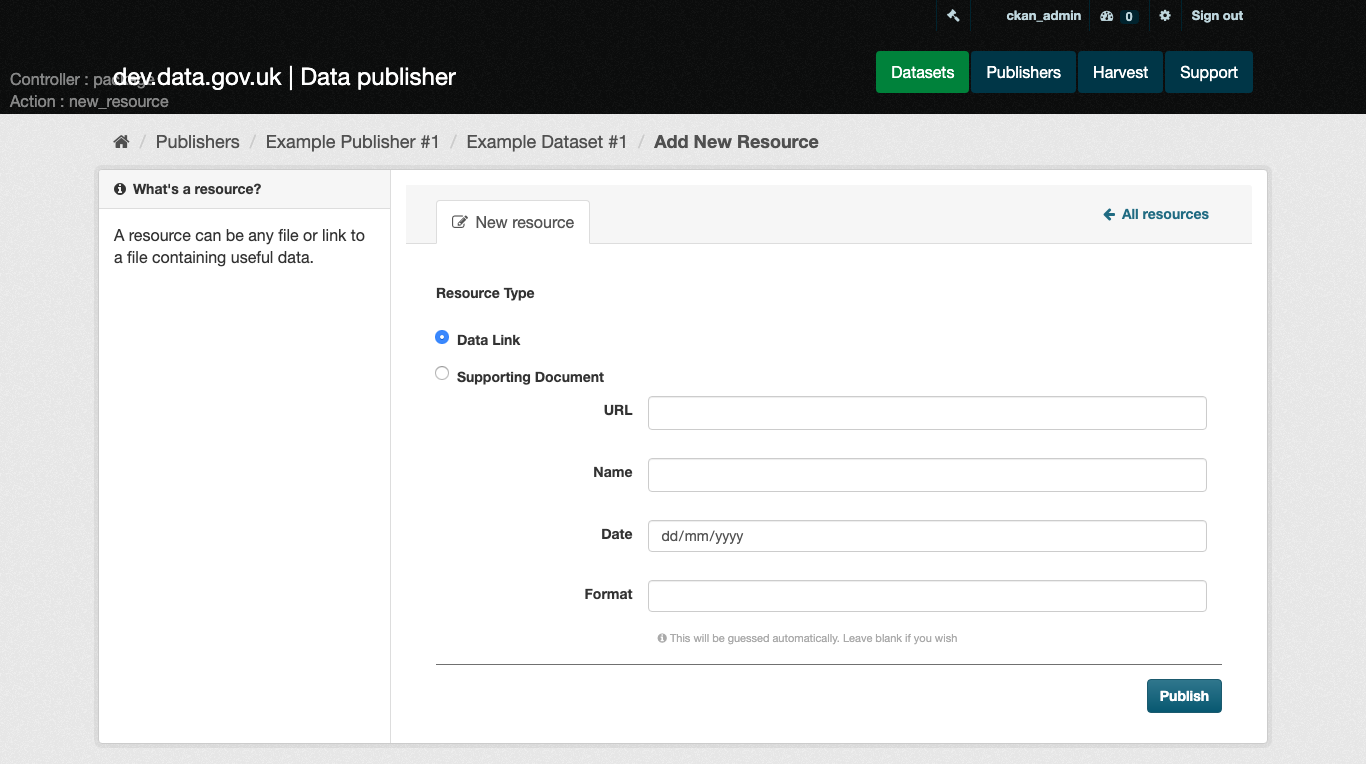 ckan_admin 0 Sign out
Controller : package
dev.data.gov.uk | Data publisher
Action : new_resource
Datasets Publishers Harvest Support
/ Publishers / Example Publisher #1 / Example Dataset #1 / Add New Resource
What's a resource?
A resource can be any file or link to
a file containing useful data.
New resource
All resources
Resource Type
Data Link
Supporting Document
URL
Name
Date dd/mm/yyyy
Format
This will be guessed automatically. Leave blank if you wish
Publish